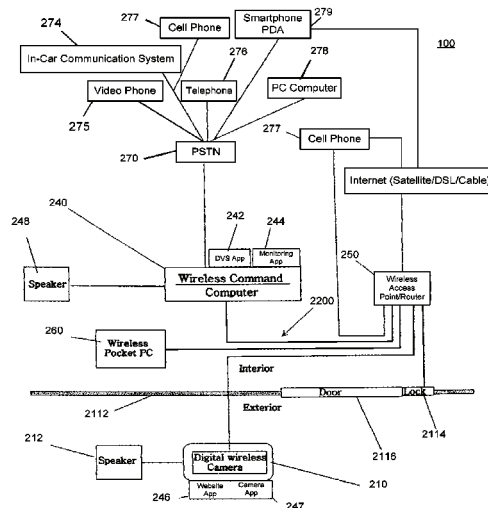 277
Cell Phone
Smartphone
PDA
279
100
274
In-Car Communication System
276
278
Video Phone
Telephone
PC Computer
275
270
PSTN
277
Cell Phone
Internet (Satellite/DSL/Cable)
240
242
244
248
DVS App
Monitoring
App
250
Speaker
Wireless Command
Computer
Wireless
Access
Point/Router
2200
260
Wireless
Pocket PC
Interior
Door
Lock
2112
Exterior
2116
2114
212
Speaker
Digital wireless
Camera
210
Website
App
Camera
App
246
247